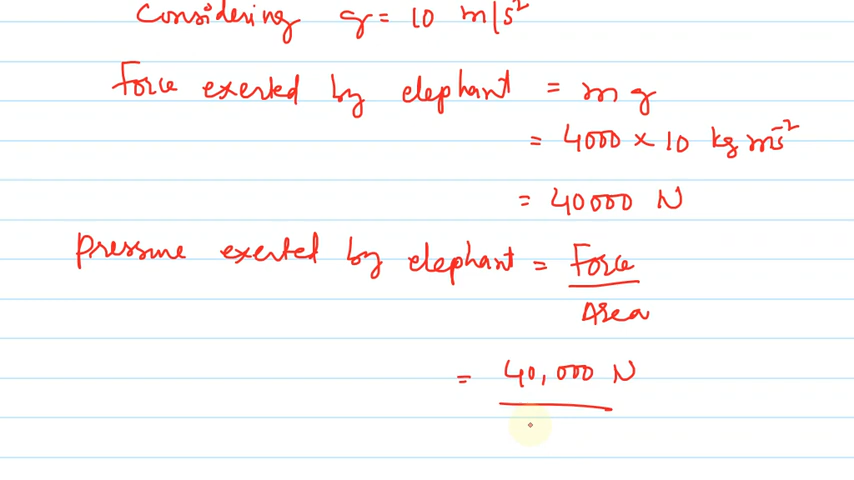 Considering g = 10 m/s²
Force exerted by elephant = mg
= 4000 × 10 kg ms⁻²
= 40000 N
Pressure exerted by elephant = Force
Area
= 40,000 N